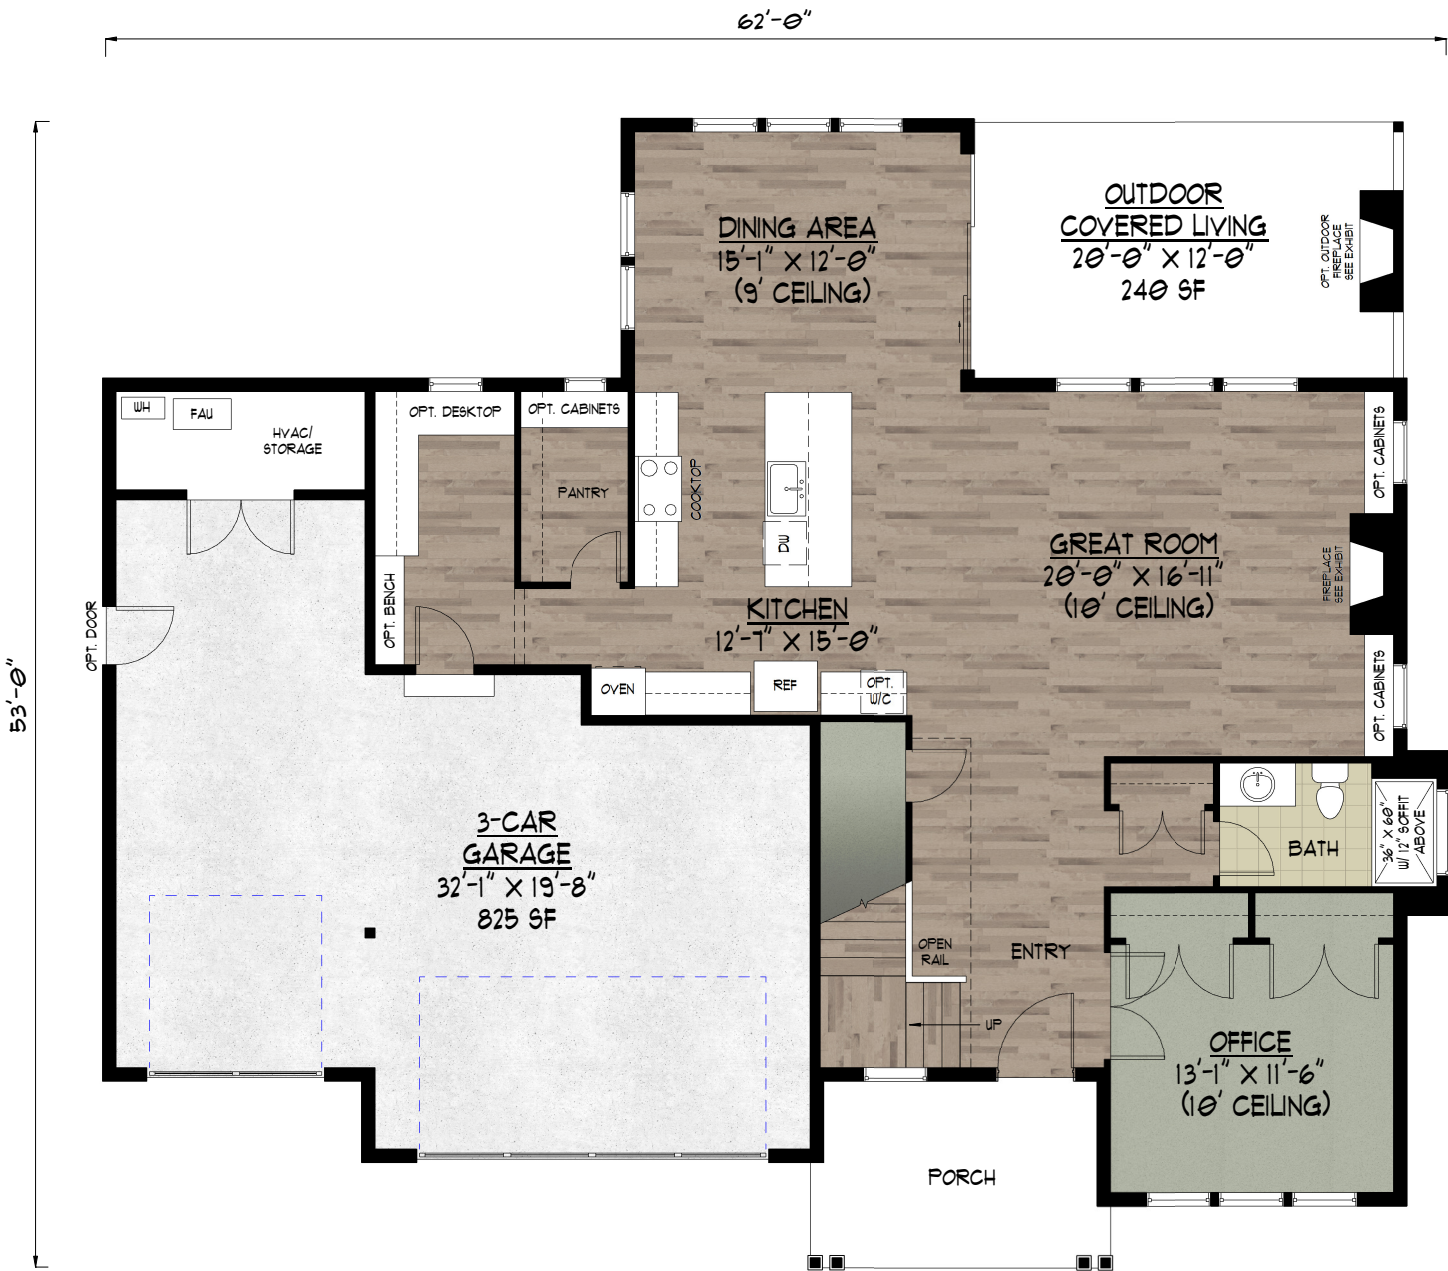 62'-0"
53'-0"
DINING AREA
15'-1" X 12'-0"
(9' CEILING)
OUTDOOR
COVERED LIVING
20'-0" X 12'-0"
240 SF
OPT. OUTDOOR
FIREPLACE
SEE EXHIBIT
WH
FAU
HVAC/
STORAGE
OPT. DESKTOP
OPT. CABINETS
PANTRY
COOKTOP
DW
OPT. CABINETS
GREAT ROOM
20'-0" X 16'-11"
(10' CEILING)
FIREPLACE
SEE EXHIBIT
OPT. CABINETS
OPT. DOOR
OPT. BENCH
KITCHEN
12'-7" X 15'-0"
OVEN
REF
OPT.
W/C
3-CAR
GARAGE
32'-1" X 19'-8"
825 SF
BATH
36" X 60"
W/ 12" SOFFIT
ABOVE
OPEN
RAIL
ENTRY
UP
OFFICE
13'-1" X 11'-6"
(10' CEILING)
PORCH